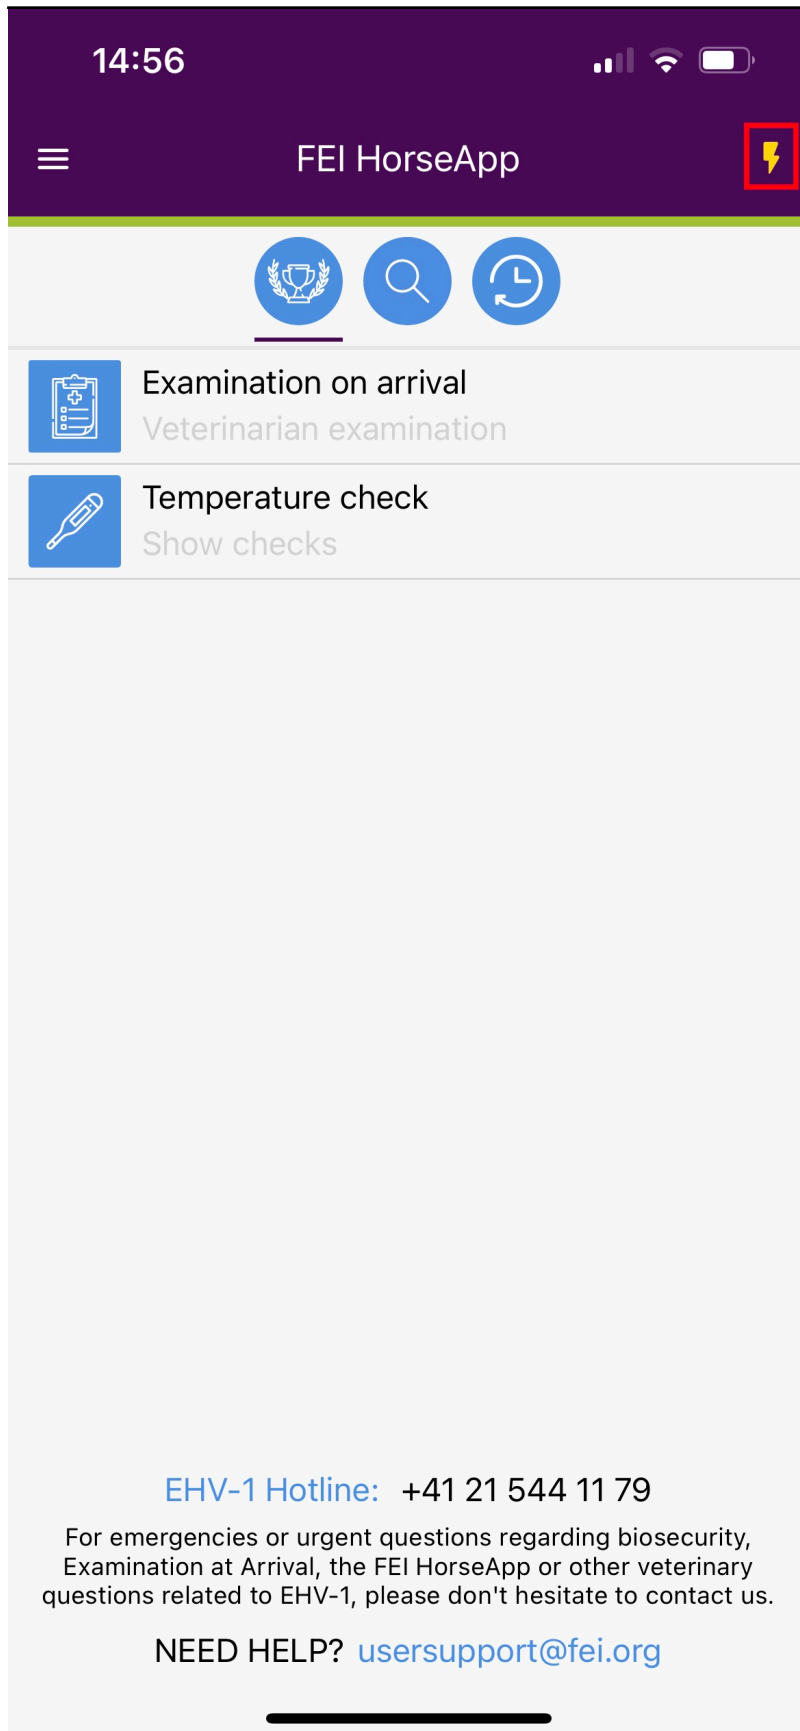 14:56
FEI HorseApp
Examination on arrival
Veterinarian examination
Temperature check
Show checks
EHV-1 Hotline: +41 21 544 11 79
For emergencies or urgent questions regarding biosecurity,
Examination at Arrival, the FEI HorseApp or other veterinary
questions related to EHV-1, please don't hesitate to contact us.
NEED HELP? usersupport@fei.org